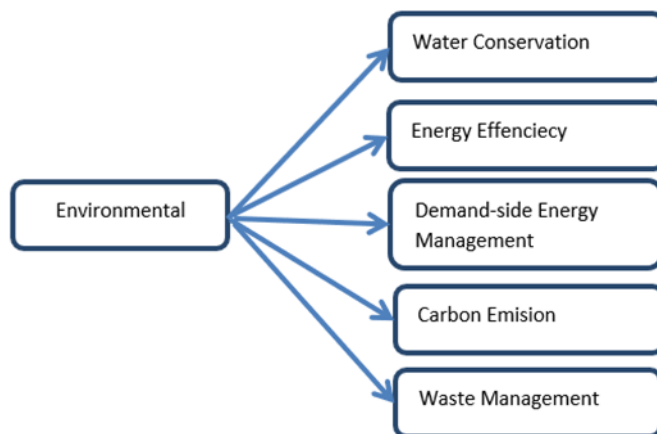 Water Conservation
Energy Effenciecy
Environmental
Demand-side Energy
Management
Carbon Emision
Waste Management